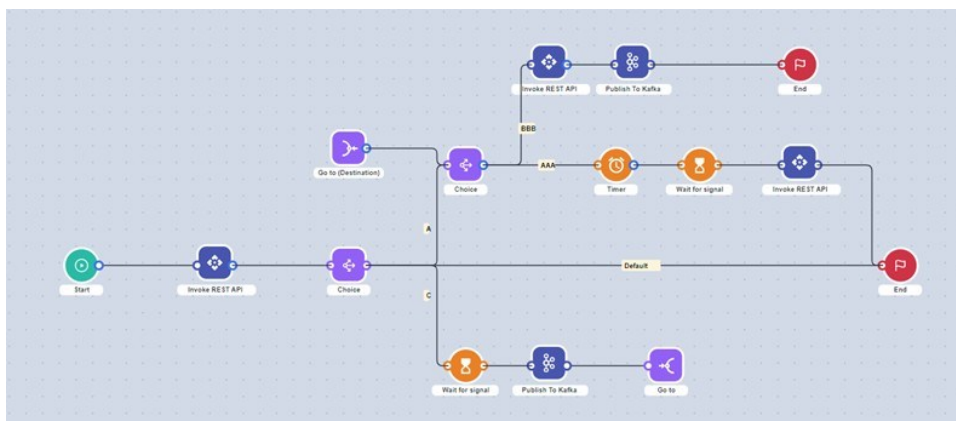 Invoke REST API
Publish To Kafka
End
BBB
Go to (Destination)
Choice
AAA
Timer
Wait for signal
Invoke REST API
A
Start
Invoke REST API
Choice
Default
End
C
Wait for signal
Publish To Kafka
Go to